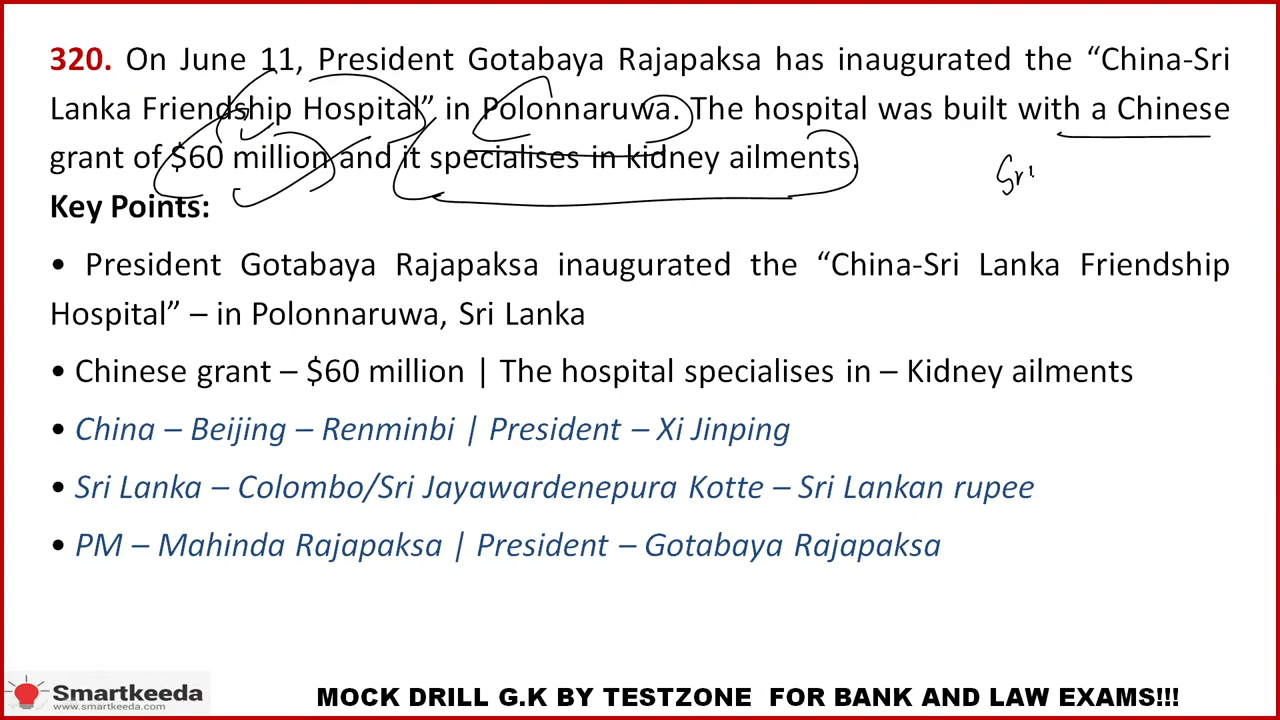 320. On June 11, President Gotabaya Rajapaksa has inaugurated the “China-Sri
Lanka Friendship Hospital” in Polonnaruwa. The hospital was built with a Chinese
grant of $60 million and it specialises in kidney ailments.
Sri
Key Points:
• President Gotabaya Rajapaksa inaugurated the “China-Sri Lanka Friendship
Hospital” – in Polonnaruwa, Sri Lanka
• Chinese grant – $60 million | The hospital specialises in – Kidney ailments
• China – Beijing – Renminbi | President – Xi Jinping
• Sri Lanka – Colombo/Sri Jayawardenepura Kotte – Sri Lankan rupee
• PM – Mahinda Rajapaksa | President – Gotabaya Rajapaksa
Smartkeeda
www.smartkeeda.com
MOCK DRILL G.K BY TESTZONE FOR BANK AND LAW EXAMS!!!